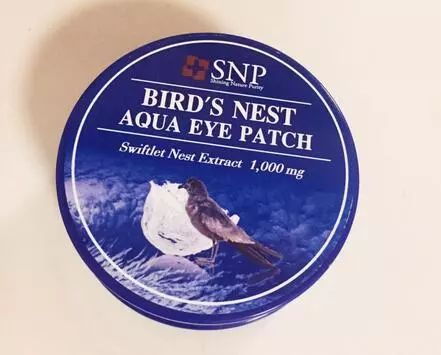 SNP
Shining Nature Purity
BIRD'S NEST
AQUA EYE PATCH
Swiftlet Nest Extract 1,000 mg